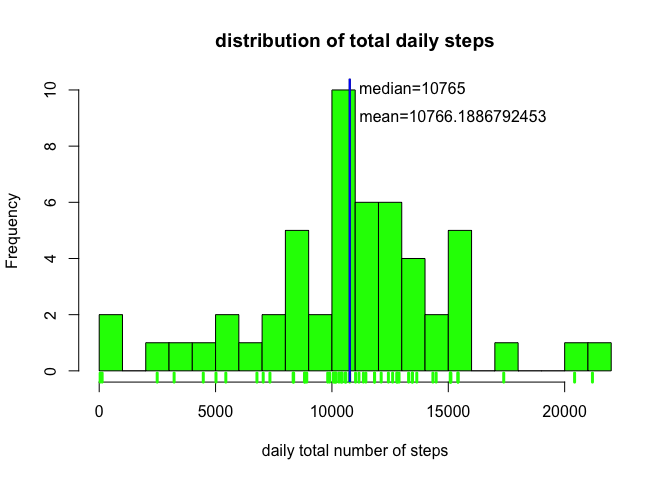 distribution of total daily steps
median=10765
mean=10766.1886792453
Frequency
10
8
6
4
2
0
0 5000 10000 15000 20000
daily total number of steps